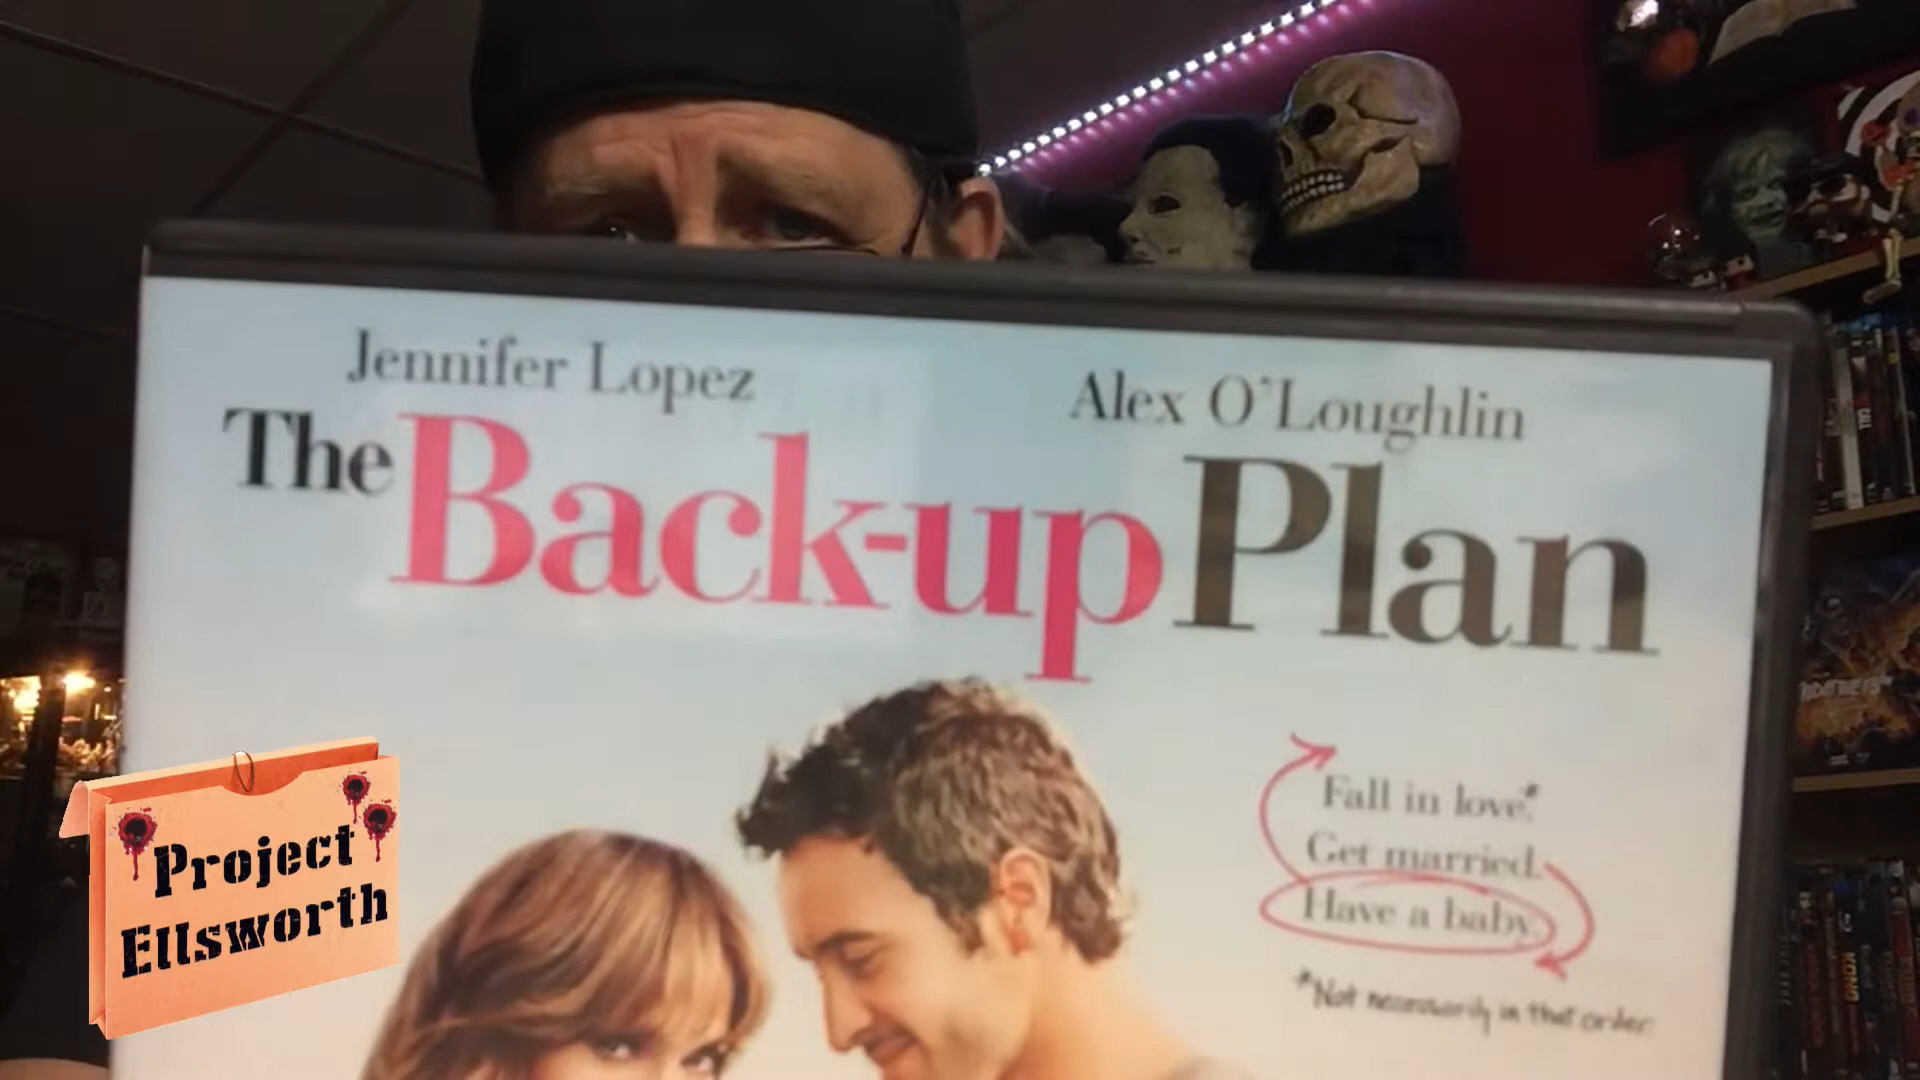 Jennifer Lopez
Alex O'Loughlin
The Back-up Plan
Fall in love.*
Get married.
Have a baby.
*Not necessarily in that order.
Project
Ellsworth
KONG